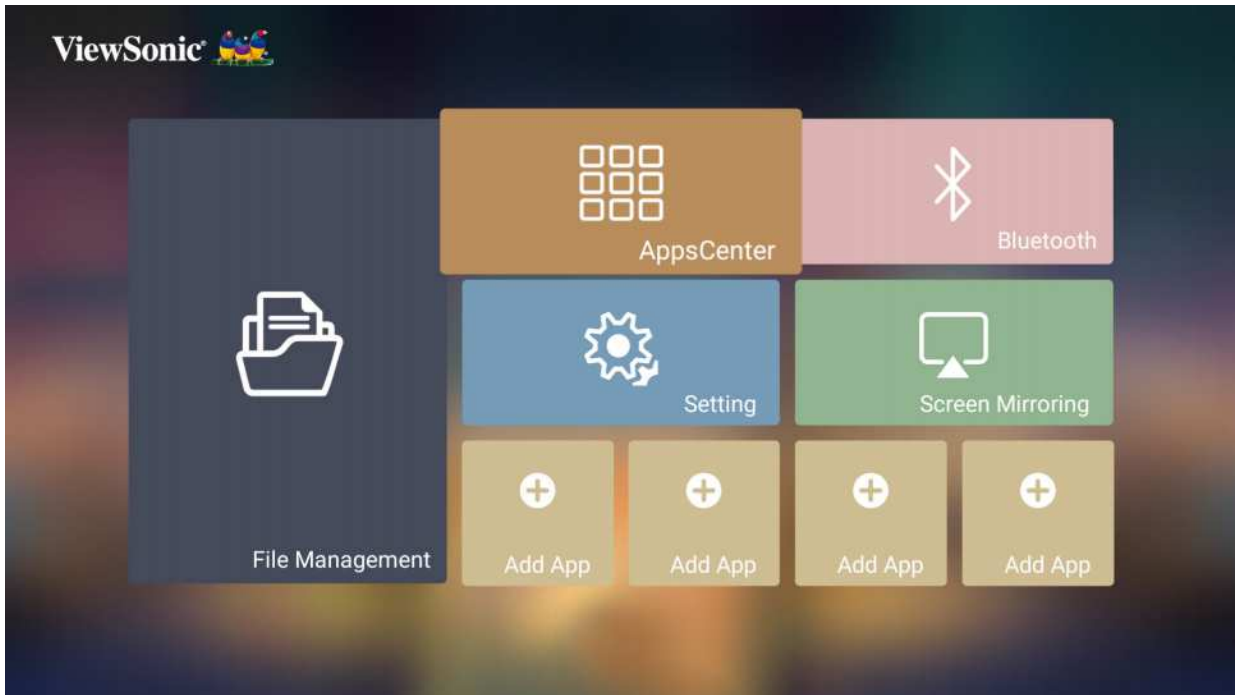 ViewSonic®
AppsCenter
Bluetooth
Setting
Screen Mirroring
File Management
Add App
Add App
Add App
Add App